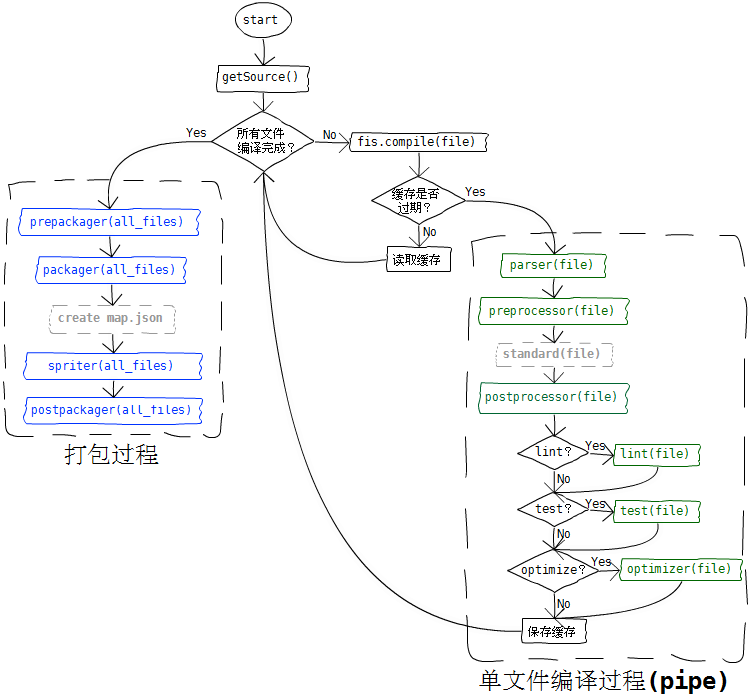 start
getSource()
所有文件
编译完成？
Yes
No
fis.compile(file)
缓存是否
过期？
Yes
No
读取缓存
prepackager(all_files)
packager(all_files)
create map.json
spriter(all_files)
postpackager(all_files)
打包过程
parser(file)
preprocessor(file)
standard(file)
postprocessor(file)
lint？
Yes
lint(file)
No
test？
Yes
test(file)
No
optimize？
Yes
optimizer(file)
No
保存缓存
单文件编译过程(pipe)